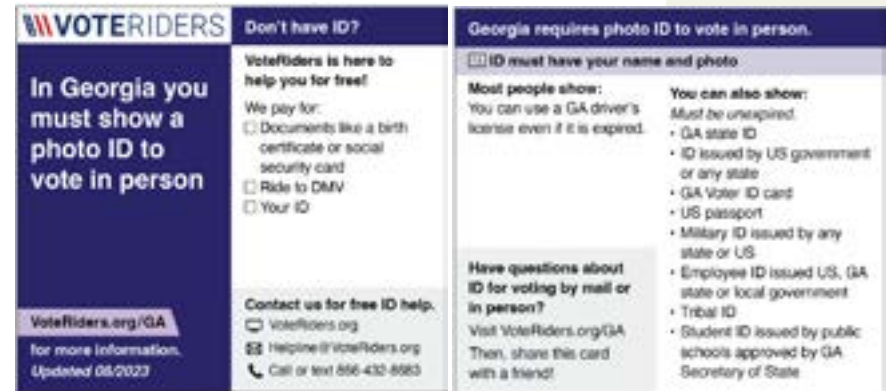 VOTERIDERS
In Georgia you
must show a
photo ID to
vote in person
VoteRiders.org/GA
for more information.
Updated 08/2023
Don't have ID?
VoteRiders is here to
help you for free!
We pay for:
Documents like a birth
certificate or social
security card
Ride to DMV
Your ID
Contact us for free ID help.
VoteRiders.org
Helpline@VoteRiders.org
Call or text 866-432-8683
Georgia requires photo ID to vote in person.
ID must have your name and photo
Most people show:
You can use a GA driver's
license even if it is expired.
Have questions about
ID for voting by mail or
in person?
Visit VoteRiders.org/GA
Then, share this card
with a friend!
You can also show:
Must be unexpired.
• GA state ID
• ID issued by US government
or any state
• GA Voter ID card
• US passport
• Military ID issued by any
state or US
• Employee ID issued US, GA
state or local government
• Tribal ID
• Student ID issued by public
schools approved by GA
Secretary of State